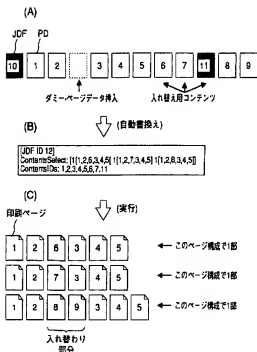 (A)
JDF PD
10 1 2 3 4 5 6 7 11 8 9
ダミーページデータ挿入 入れ替え用コンテンツ
(B) (自動書換え)
[JDF ID 12]
ContentsSelect: [1[1,2,6,3,4,5[ 1[1,2,7,3,4,5] 1[1,2,8,3,4,5]]
ContentsIDs: 1,2,3,4,5,6,7,11
(C) (実行)
印刷ページ
1 2 6 3 4 5 ← このページ構成で1部
1 2 7 3 4 5 ← このページ構成で1部
1 2 8 9 3 4 5 ← このページ構成で1部
入れ替わり
部分